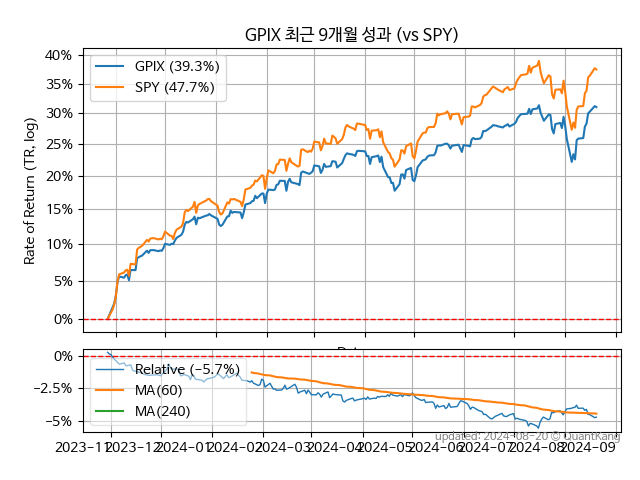 GPIX 최근 9개월 성과 (vs SPY)
Rate of Return (TR, log)
40%
35%
30%
25%
20%
15%
10%
5%
0%
GPIX (39.3%)
SPY (47.7%)
0%
−2.5%
−5%
Relative (−5.7%)
MA(60)
MA(240)
updated: 2024-08-20 © QuantKang
2023-11 2023-12 2024-01 2024-02 2024-03 2024-04 2024-05 2024-06 2024-07 2024-08 2024-09